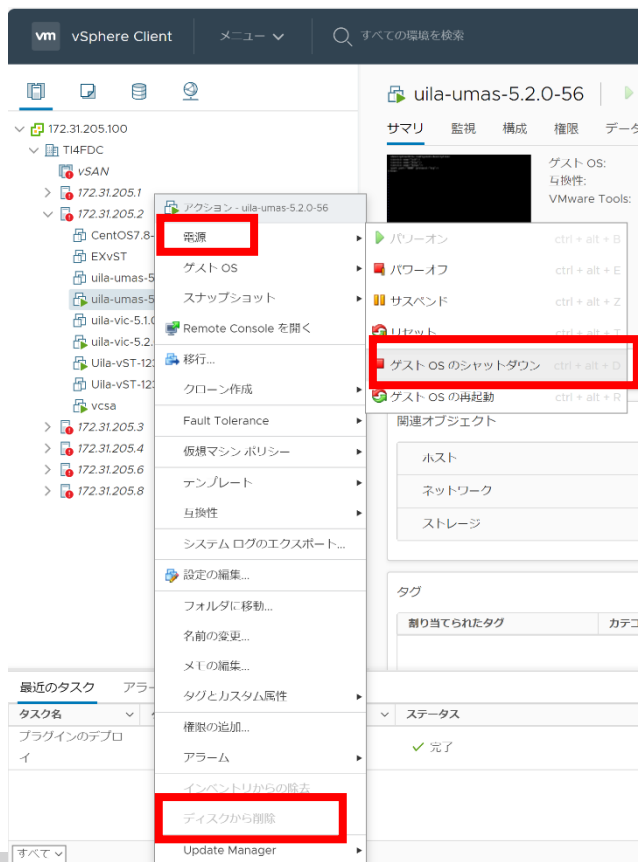 vm vSphere Client メニュー すべての環境を検索
uila-umas-5.2.0-56
サマリ 監視 構成 権限 データ
ゲスト OS:
互換性:
VMware Tools:
172.31.205.100
TI4FDC
vSAN
172.31.205.1
172.31.205.2
CentOS7.8-
EXvST
uila-umas-5
uila-umas-5
uila-vic-5.1.0
uila-vic-5.2.
Uila-vST-123
Uila-vST-123
vcsa
172.31.205.3
172.31.205.4
172.31.205.6
172.31.205.8
アクション - uila-umas-5.2.0-56
電源
ゲスト OS
スナップショット
Remote Console を開く
移行...
クローン作成
Fault Tolerance
仮想マシン ポリシー
テンプレート
互換性
システム ログのエクスポート...
設定の編集...
フォルダに移動...
名前の変更...
メモの編集...
タグとカスタム属性
権限の追加...
アラーム
インベントリからの除去
ディスクから削除
Update Manager
パワーオン ctrl + alt + B
パワーオフ ctrl + alt + E
サスペンド ctrl + alt + Z
リセット ctrl + alt + T
ゲスト OS のシャットダウン ctrl + alt + D
ゲスト OS の再起動 ctrl + alt + R
関連オブジェクト
ホスト
ネットワーク
ストレージ
タグ
割り当てられたタグ カテゴ
最近のタスク アラー
タスク名 ステータス
プラグインのデプロ
イ
完了
すべて